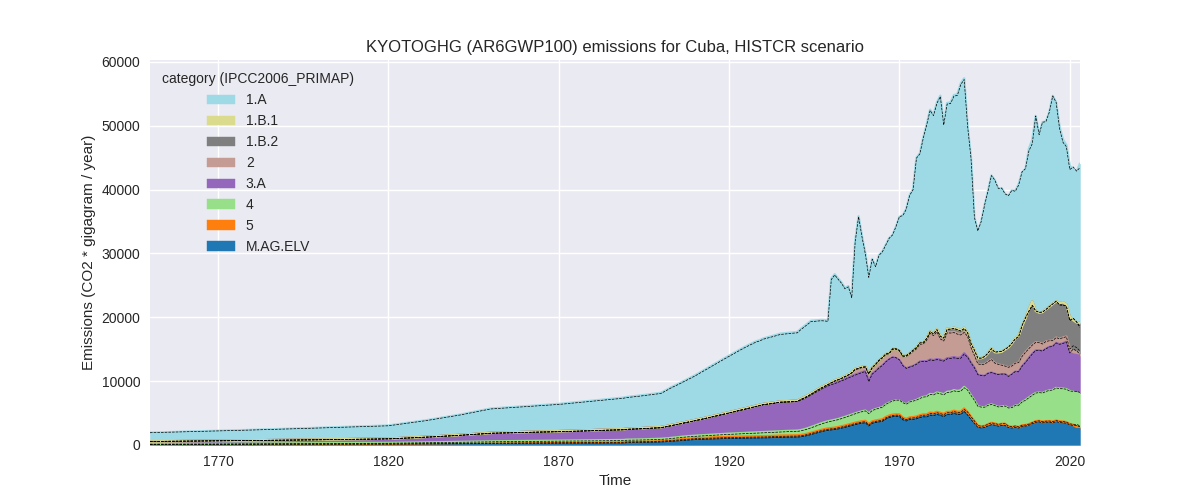 KYOTOGHG (AR6GWP100) emissions for Cuba, HISTCR scenario
60000
50000
40000
30000
20000
10000
0
Emissions (CO2 * gigagram / year)
category (IPCC2006_PRIMAP)
1.A
1.B.1
1.B.2
2
3.A
4
5
M.AG.ELV
1770
1820
1870
1920
1970
2020
Time